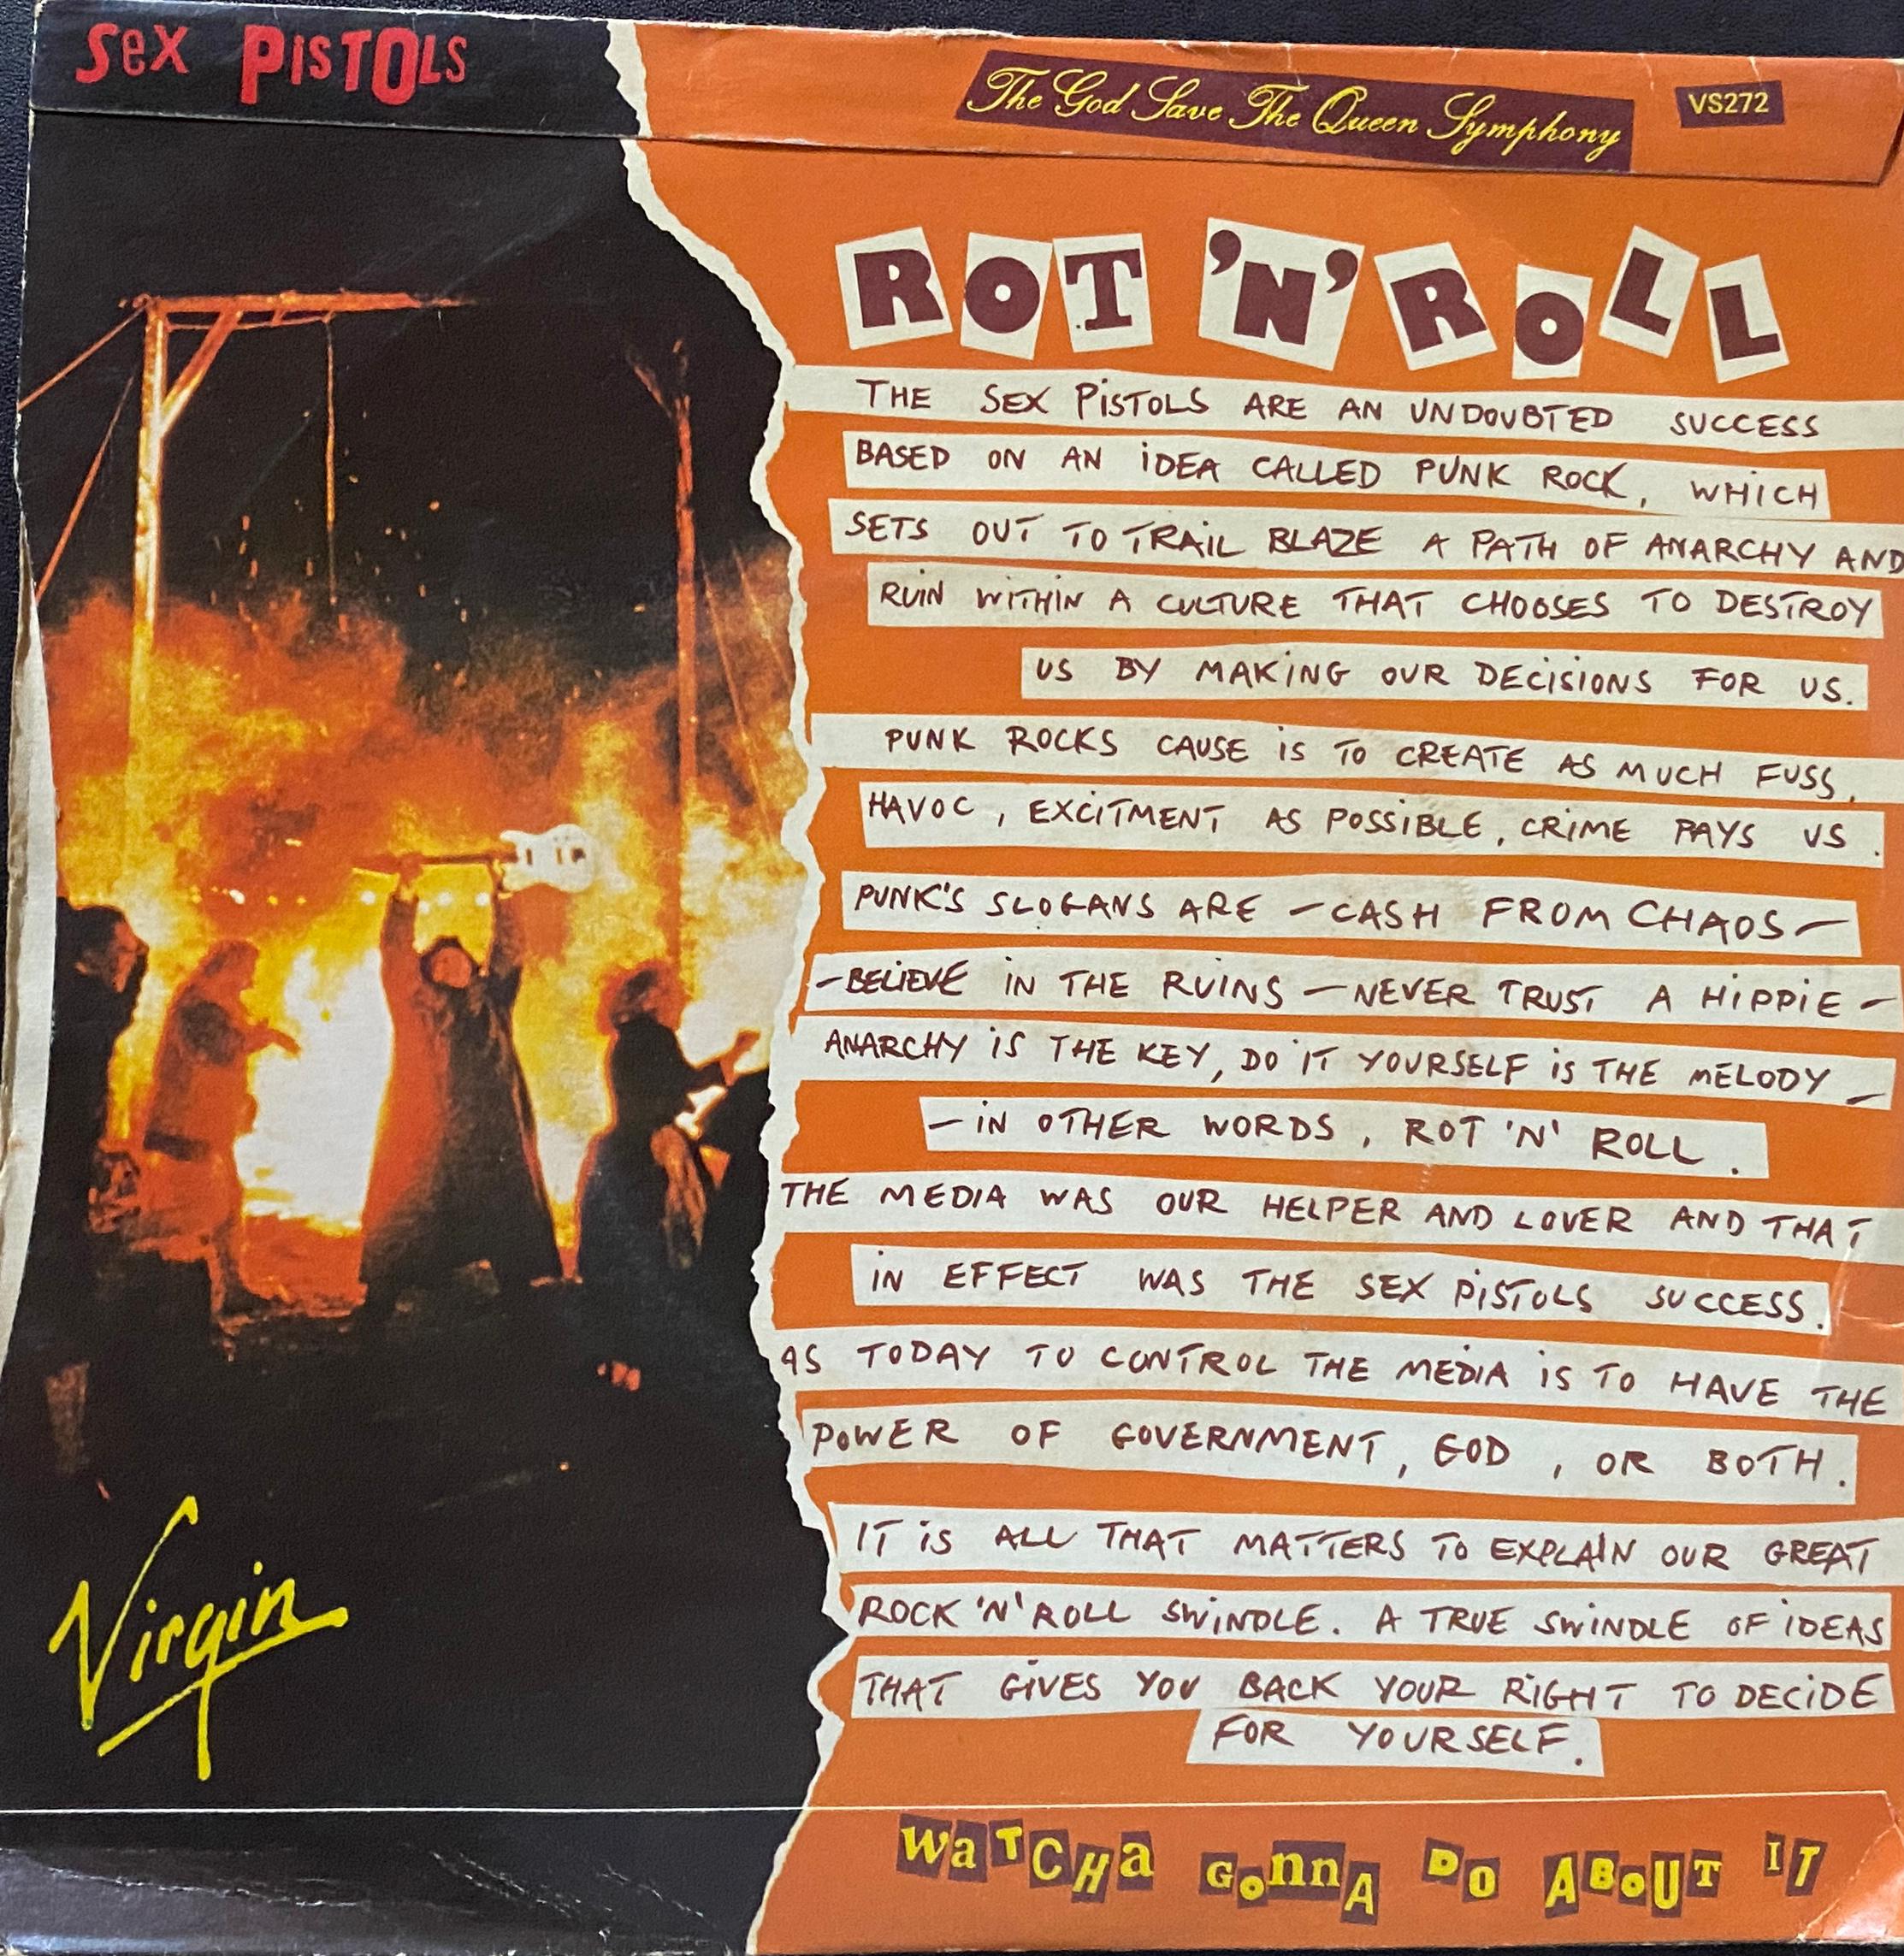 Sex PISTOLS
The God Save The Queen Symphony
VS272
ROT 'N' ROLL
THE SEX PiSTOLS ARE AN UNDOUBTED SUCCESS
BASED ON AN iDEA CALLED PUNK ROCK, WHICH
SETS OUT TO TRAIL BLAZE A PATH OF ANARCHY AND
RUIN WITHIN A CULTURE THAT CHOOSES TO DESTROY
US BY MAKING OUR DECISIONS FOR US.
PUNK ROCKS CAUSE IS TO CREATE AS MUCH FUSS,
HAVOC, EXCITMENT AS POSSIBLE, CRIME PAYS US.
PUNK'S SLOGANS ARE – CASH FROM CHAOS –
– BELIEVE IN THE RUINS – NEVER TRUST A HIPPIE –
ANARCHY IS THE KEY, DO IT YOURSELF IS THE MELODY –
– IN OTHER WORDS, ROT 'N' ROLL.
THE MEDIA WAS OUR HELPER AND LOVER AND THAT
IN EFFECT WAS THE SEX PISTOLS SUCCESS.
AS TODAY TO CONTROL THE MEDIA IS TO HAVE THE
POWER OF GOVERNMENT, GOD, OR BOTH.
IT IS ALL THAT MATTERS TO EXPLAIN OUR GREAT
ROCK 'N' ROLL SWINDLE. A TRUE SWINDLE OF IDEAS
THAT GIVES YOU BACK YOUR RIGHT TO DECIDE
FOR YOURSELF.
Virgin
WaTCHa GonnA DO ABoUT IT